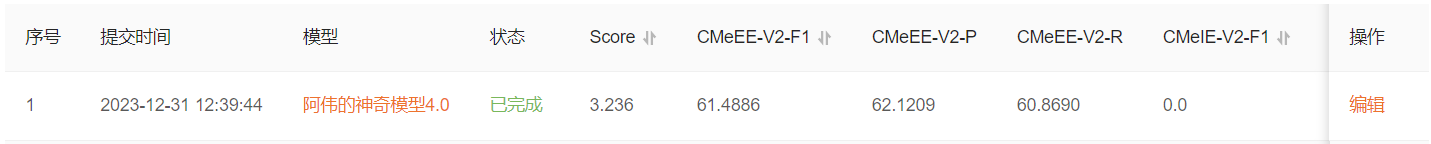 序号 提交时间 模型 状态 Score CMeEE-V2-F1 CMeEE-V2-P CMeEE-V2-R CMeIE-V2-F1 操作
1 2023-12-31 12:39:44 阿伟的神奇模型4.0 已完成 3.236 61.4886 62.1209 60.8690 0.0 编辑